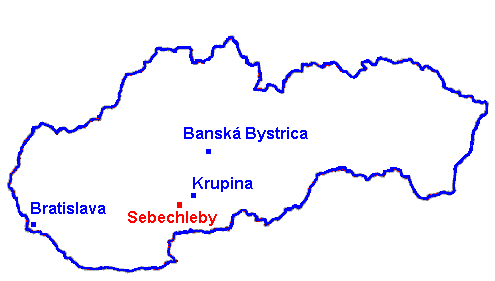 Banská Bystrica
Krupina
Bratislava
Sebechleby